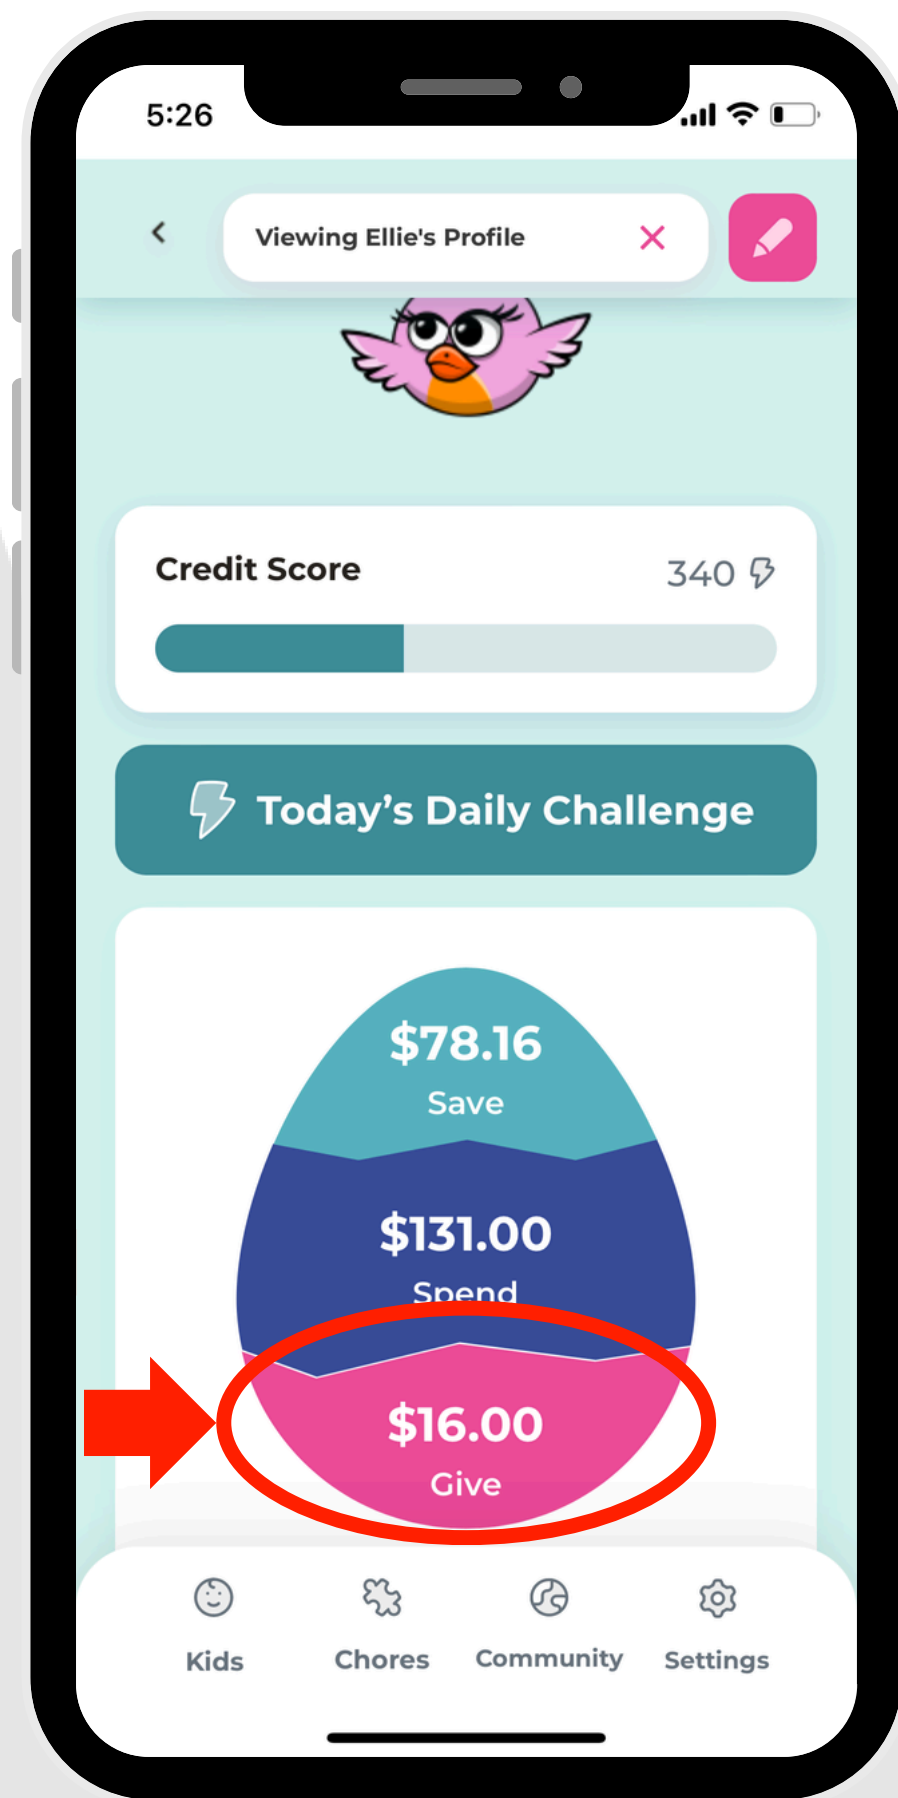 5:26
Viewing Ellie's Profile
Credit Score
340
Today's Daily Challenge
$78.16
Save
$131.00
Spend
$16.00
Give
Kids Chores Community Settings